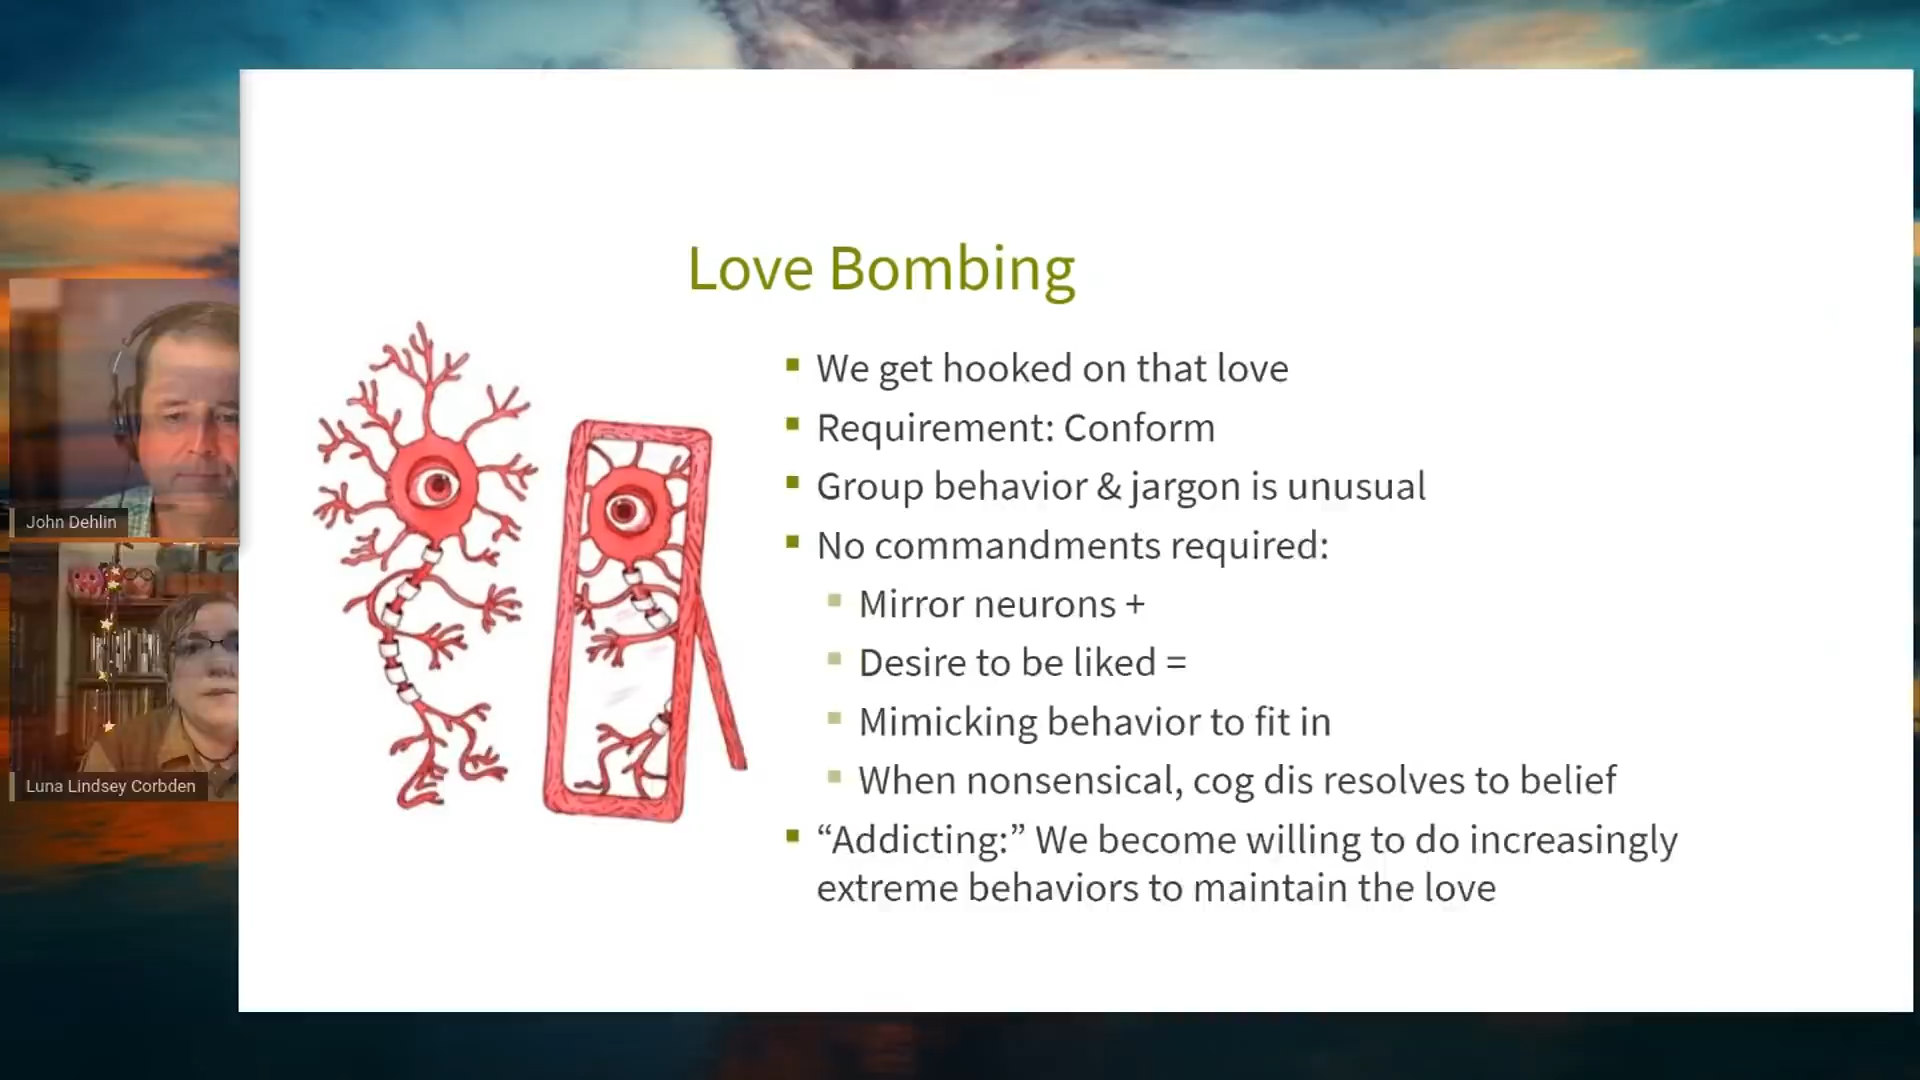 Love Bombing
We get hooked on that love
Requirement: Conform
Group behavior & jargon is unusual
No commandments required:
Mirror neurons +
Desire to be liked =
Mimicking behavior to fit in
When nonsensical, cog dis resolves to belief
“Addicting:” We become willing to do increasingly
extreme behaviors to maintain the love
John Dehlin
Luna Lindsey Corbden